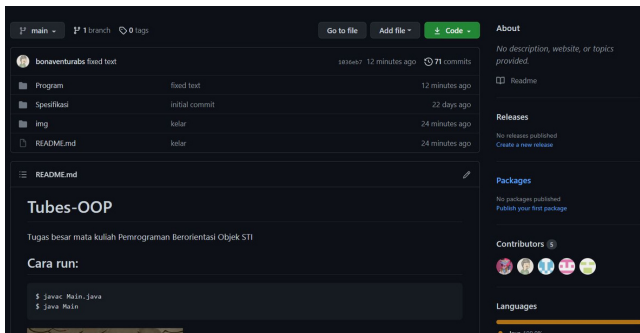 main
1 branch
0 tags
Go to file
Add file
Code
bonaventurabs fixed text
1036eb7 12 minutes ago
71 commits
Program
fixed text
12 minutes ago
Spesifikasi
initial commit
22 days ago
img
kelar
24 minutes ago
README.md
kelar
24 minutes ago
README.md
Tubes-OOP
Tugas besar mata kuliah Pemrograman Berorientasi Objek STI
Cara run:
$ javac Main.java
$ java Main
About
No description, website, or topics
provided.
Readme
Releases
No releases published
Create a new release
Packages
No packages published
Publish your first package
Contributors 5
Languages